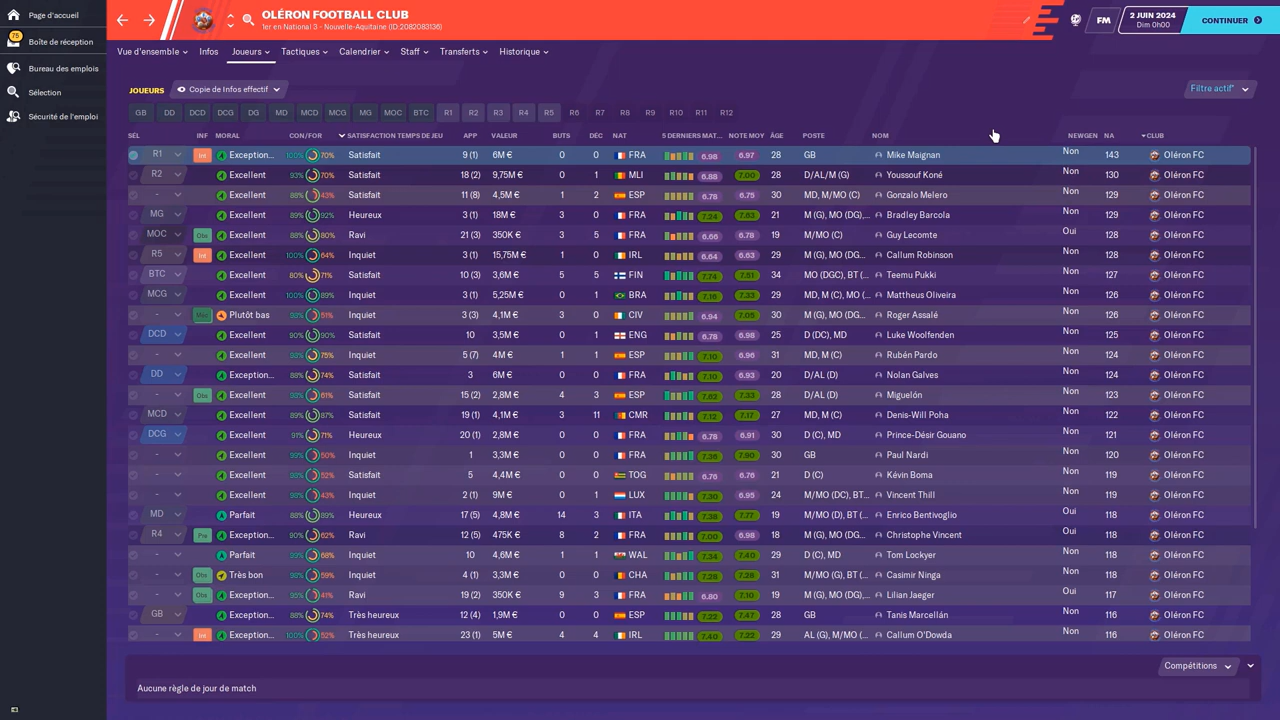 Page d'accueil
75
Boîte de réception
Bureau des emplois
Sélection
Sécurité de l'emploi
OLÉRON FOOTBALL CLUB
1er en National 3 - Nouvelle-Aquitaine (ID:2082083136)
FM
2 JUIN 2024
Dim 0h00
CONTINUER
Vue d'ensemble Infos Joueurs Tactiques Calendrier Staff Transferts Historique
JOUEURS Copie de Infos effectif Filtre actif*
GB DD DCD DCG DG MD MCD MCG MG MOC BTC R1 R2 R3 R4 R5 R6 R7 R8 R9 R10 R11 R12
SÉL INF MORAL CON/FOR SATISFACTION TEMPS DE JEU APP VALEUR BUTS DÉC NAT 5 DERNIERS MAT... NOTE MOY ÂGE POSTE NOM NEWGEN NA CLUB
R1 Int Exception... 100% 70% Satisfait 9 (1) 6M € 0 0 FRA 6.98 6.97 28 GB Mike Maignan Non 143 Oléron FC
R2 Excellent 93% 70% Satisfait 18 (2) 9,75M € 0 0 MLI 6.88 7.00 28 D/AL/M (G) Youssouf Koné Non 130 Oléron FC
- Excellent 88% 43% Satisfait 11 (8) 4,5M € 1 2 ESP 6.78 6.75 30 MD, M/MO (C) Gonzalo Melero Non 129 Oléron FC
MG Excellent 89% 92% Heureux 3 (1) 18M € 3 0 FRA 7.24 7.63 21 M (G), MO (DG),... Bradley Barcola Non 129 Oléron FC
MOC Obs Excellent 88% 80% Ravi 21 (3) 350K € 3 5 FRA 6.66 6.78 19 M/MO (C) Guy Lecomte Oui 128 Oléron FC
R5 Int Excellent 100% 64% Inquiet 3 (1) 15,75M € 1 0 IRL 6.64 6.63 29 M (G), MO (DG... Callum Robinson Non 128 Oléron FC
BTC Excellent 80% 71% Satisfait 10 (3) 3,6M € 5 5 FIN 7.74 7.51 34 MO (DGC), BT (... Teemu Pukki Non 127 Oléron FC
MCG Excellent 100% 89% Inquiet 3 (1) 5,25M € 0 1 BRA 7.16 7.33 29 MD, M (C), MO (... Mattheus Oliveira Non 126 Oléron FC
- Méc Plutôt bas 93% 51% Inquiet 3 (3) 4,1M € 3 0 CIV 6.94 7.05 30 M (G), MO (DG... Roger Assalé Non 126 Oléron FC
DCD Excellent 90% 90% Satisfait 10 3,5M € 0 1 ENG 6.78 6.98 25 D (DC), MD Luke Woolfenden Non 125 Oléron FC
- Excellent 93% 75% Inquiet 5 (7) 4M € 1 1 ESP 7.10 6.96 31 MD, M (C) Rubén Pardo Non 124 Oléron FC
DD Exception... 88% 74% Satisfait 3 6M € 0 0 FRA 7.10 6.93 20 D/AL (D) Nolan Galves Non 124 Oléron FC
- Obs Excellent 93% 61% Satisfait 15 (2) 2,8M € 4 3 ESP 7.62 7.33 28 D/AL (D) Miguelón Non 123 Oléron FC
MCD Excellent 89% 87% Satisfait 19 (1) 4,1M € 3 11 CMR 7.12 7.17 27 MD, M (C) Denis-Will Poha Non 122 Oléron FC
DCG Excellent 91% 71% Heureux 20 (1) 2,8M € 0 0 FRA 6.78 6.91 30 D (C), MD Prince-Désir Gouano Non 121 Oléron FC
- Excellent 99% 50% Heureux 1 3,3M € 0 0 FRA 7.36 7.90 30 GB Paul Nardi Non 120 Oléron FC
- Excellent 98% 52% Satisfait 5 4,4M € 0 0 TOG 6.76 6.76 21 D (C) Kévin Boma Non 119 Oléron FC
- Excellent 98% 43% Inquiet 2 (1) 9M € 0 1 LUX 7.30 6.95 24 M/MO (DC), BT... Vincent Thill Non 119 Oléron FC
MD Parfait 88% 89% Heureux 17 (5) 4,8M € 14 3 ITA 7.38 7.77 19 M/MO (D), BT (... Enrico Bentivoglio Oui 118 Oléron FC
R4 Pre Exception... 90% 62% Ravi 12 (5) 475K € 8 2 FRA 7.00 6.98 18 M (G), MO (DG... Christophe Vincent Oui 118 Oléron FC
- Parfait 99% 68% Inquiet 10 4,6M € 1 1 WAL 7.34 7.40 29 D (C), MD Tom Lockyer Non 118 Oléron FC
- Obs Très bon 98% 69% Inquiet 4 (1) 3,3M € 0 0 CHA 7.28 7.28 31 M/MO (G), BT (... Casimir Ninga Non 118 Oléron FC
- Obs Exception... 95% 41% Ravi 19 (2) 350K € 9 3 FRA 6.80 7.10 19 M (G), MO (DG),... Lilian Jaeger Oui 117 Oléron FC
GB Exception... 88% 74% Très heureux 12 (4) 1,9M € 0 0 ESP 7.22 7.47 28 GB Tanis Marcellán Non 116 Oléron FC
- Int Exception... 100% 52% Très heureux 23 (1) 5M € 4 4 IRL 7.40 7.22 29 AL (G), M/MO (... Callum O'Dowda Non 116 Oléron FC
Compétitions
Aucune règle de jour de match